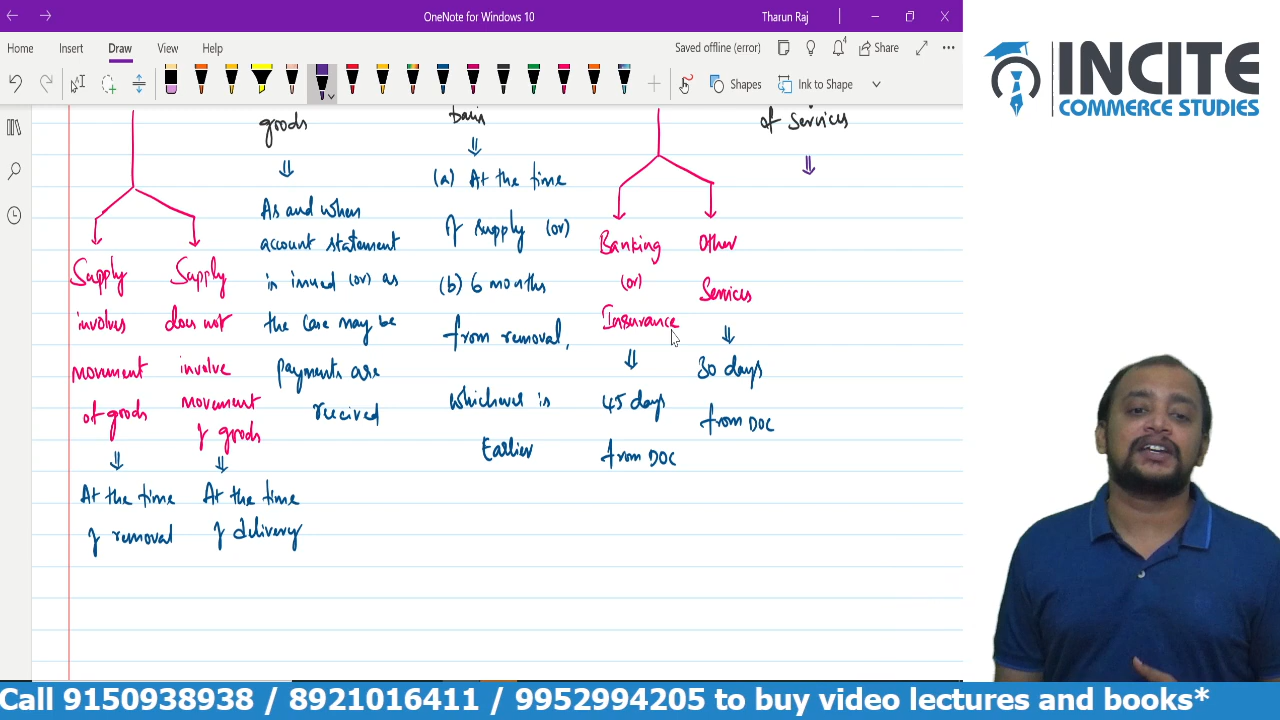 OneNote for Windows 10
Tharun Raj
Home
Insert
Draw
View
Help
Saved offline (error)
4
Share
Shapes
Ink to Shape
INCITE
COMMERCE STUDIES
goods
basis
of services
As and when
account statement
is issued (or) as
the case may be
payments are
received
(a) At the time
of supply (or)
(b) 6 months
from removal,
whichever is
Earlier
Banking
(or)
Insurance
45 days
from DOC
Other
Services
30 days
from DOC
Supply
involves
movement
of goods
At the time
of removal
Supply
does not
involve
movement
of goods
At the time
of delivery
Call 9150938938 / 8921016411 / 9952994205 to buy video lectures and books*